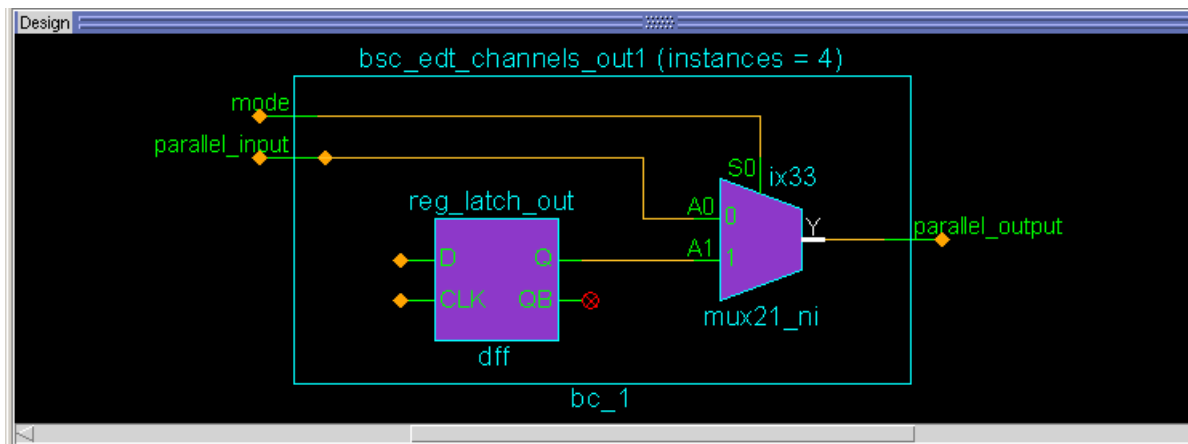 Design
bsc_edt_channels_out1 (instances = 4)
mode
parallel_input
S0
ix33
reg_latch_out
A0
0
Y
parallel_output
D
Q
A1
1
CLK
QB
mux21_ni
dff
bc_1